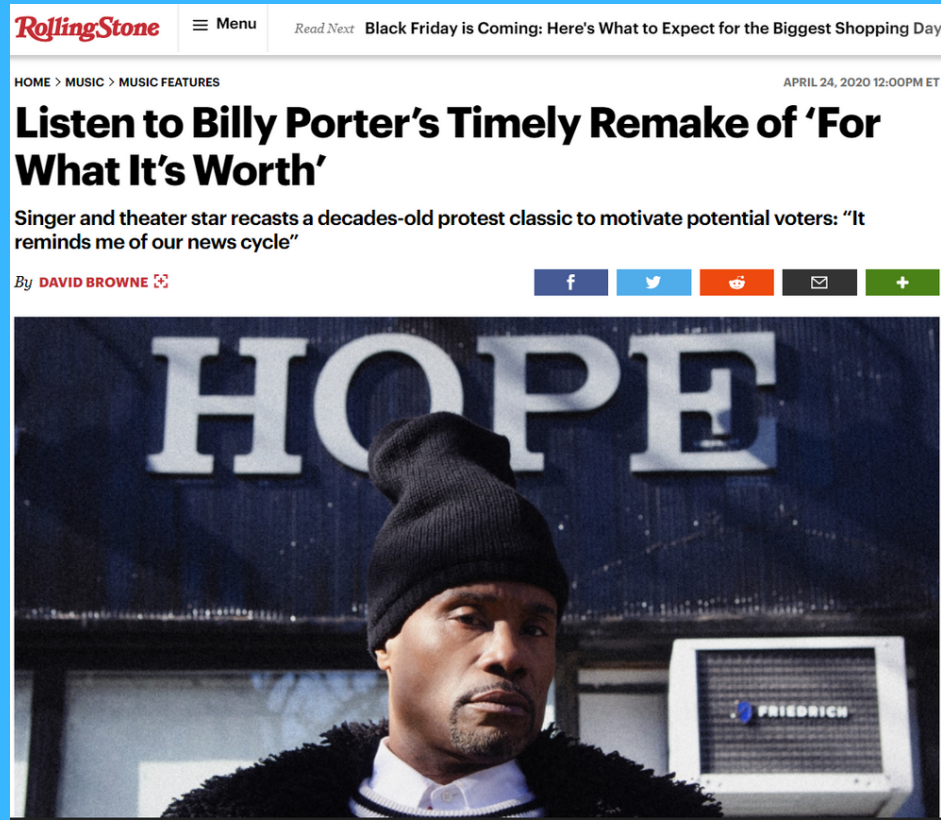 RollingStone
Menu
Read Next Black Friday is Coming: Here's What to Expect for the Biggest Shopping Day
HOME > MUSIC > MUSIC FEATURES
APRIL 24, 2020 12:00PM ET
Listen to Billy Porter’s Timely Remake of ‘For
What It’s Worth’
Singer and theater star recasts a decades-old protest classic to motivate potential voters: “It
reminds me of our news cycle”
By DAVID BROWNE
HOPE
FRIEDRICH